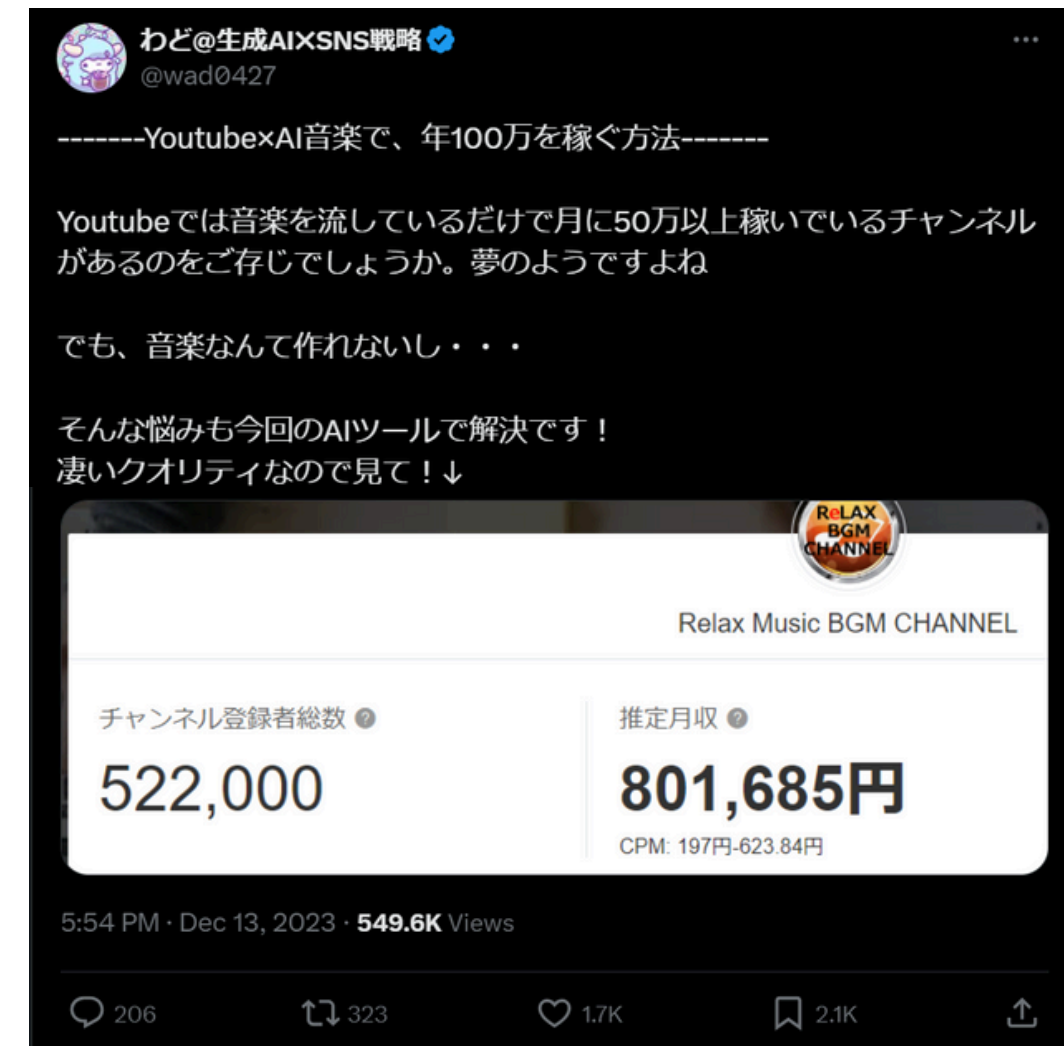 わど@生成AI×SNS戦略
@wad0427
-------Youtube×AI音楽で、年100万を稼ぐ方法-------
Youtubeでは音楽を流しているだけで月に50万以上稼いでいるチャンネル
があるのをご存じでしょうか。夢のようですよね
でも、音楽なんて作れないし・・・
そんな悩みも今回のAIツールで解決です！
凄いクオリティなので見て！↓
ReLAX
BGM
CHANNEL
Relax Music BGM CHANNEL
チャンネル登録者総数 ?
推定月収 ?
522,000
801,685円
CPM: 197円-623.84円
5:54 PM · Dec 13, 2023 · 549.6K Views
206 323 1.7K 2.1K